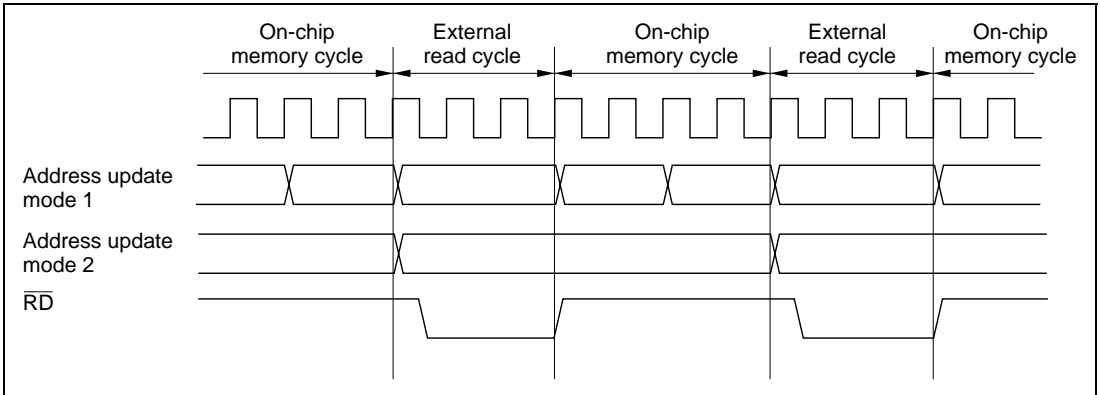 On-chip
memory cycle
External
read cycle
On-chip
memory cycle
External
read cycle
On-chip
memory cycle
Address update
mode 1
Address update
mode 2
RD